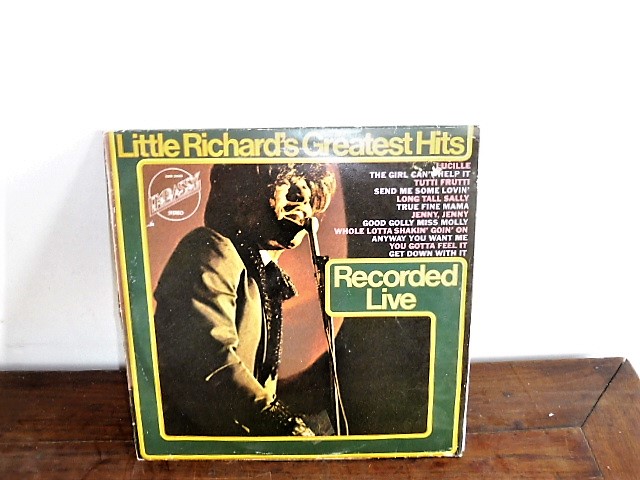 Little Richard's Greatest Hits
EMBASSY
STEREO
LUCILLE
THE GIRL CAN'T HELP IT
TUTTI FRUTTI
SEND ME SOME LOVIN'
LONG TALL SALLY
TRUE FINE MAMA
JENNY, JENNY
GOOD GOLLY MISS MOLLY
WHOLE LOTTA SHAKIN' GOIN' ON
ANYWAY YOU WANT ME
YOU GOTTA FEEL IT
GET DOWN WITH IT
Recorded
Live